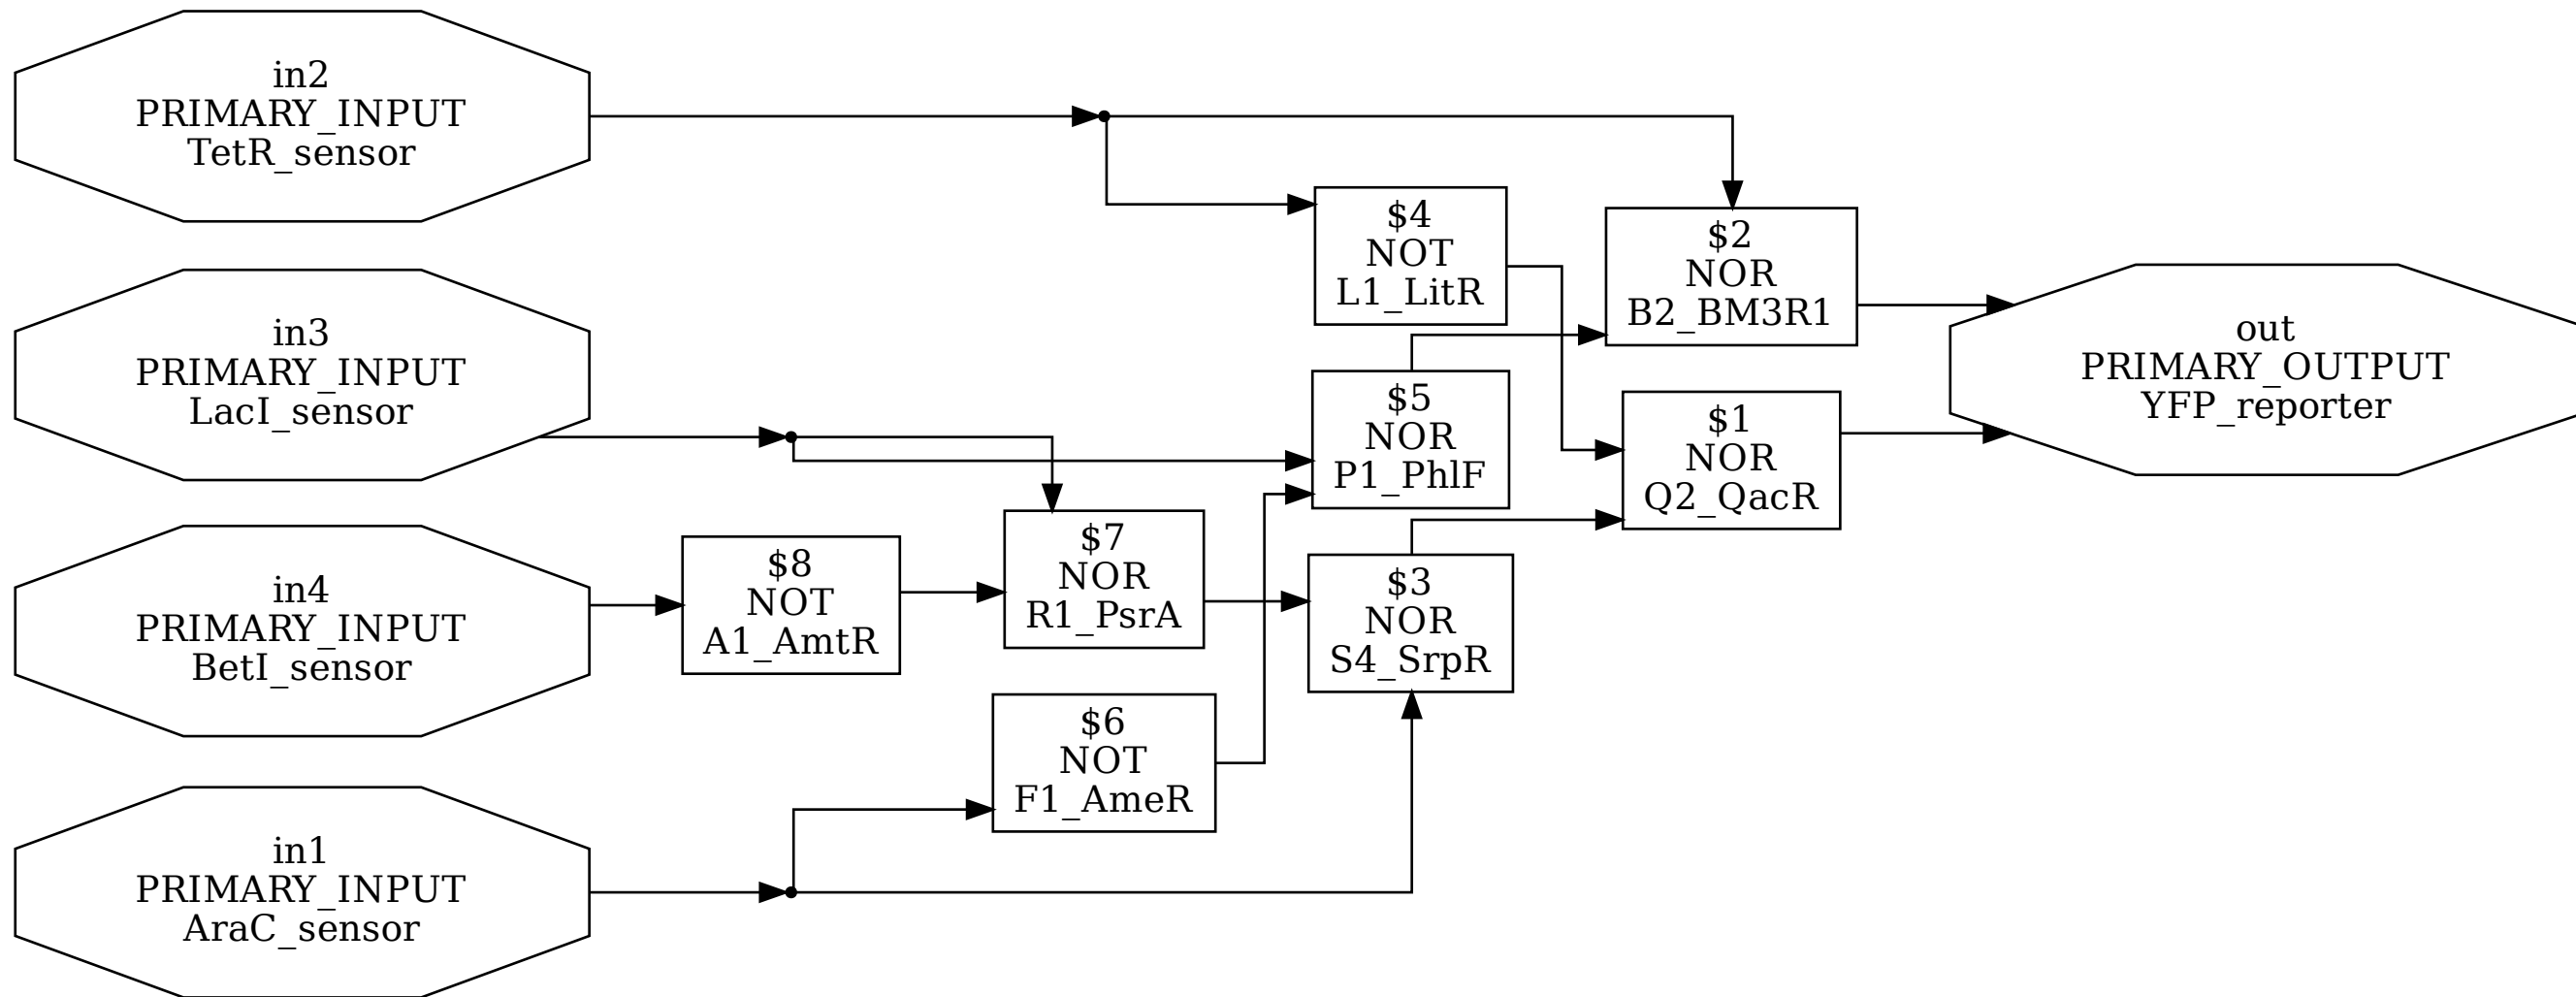 in2
PRIMARY_INPUT
TetR_sensor
in3
PRIMARY_INPUT
LacI_sensor
in4
PRIMARY_INPUT
BetI_sensor
in1
PRIMARY_INPUT
AraC_sensor
$8
NOT
A1_AmtR
$7
NOR
R1_PsrA
$6
NOT
F1_AmeR
$4
NOT
L1_LitR
$5
NOR
P1_PhlF
$3
NOR
S4_SrpR
$2
NOR
B2_BM3R1
$1
NOR
Q2_QacR
out
PRIMARY_OUTPUT
YFP_reporter